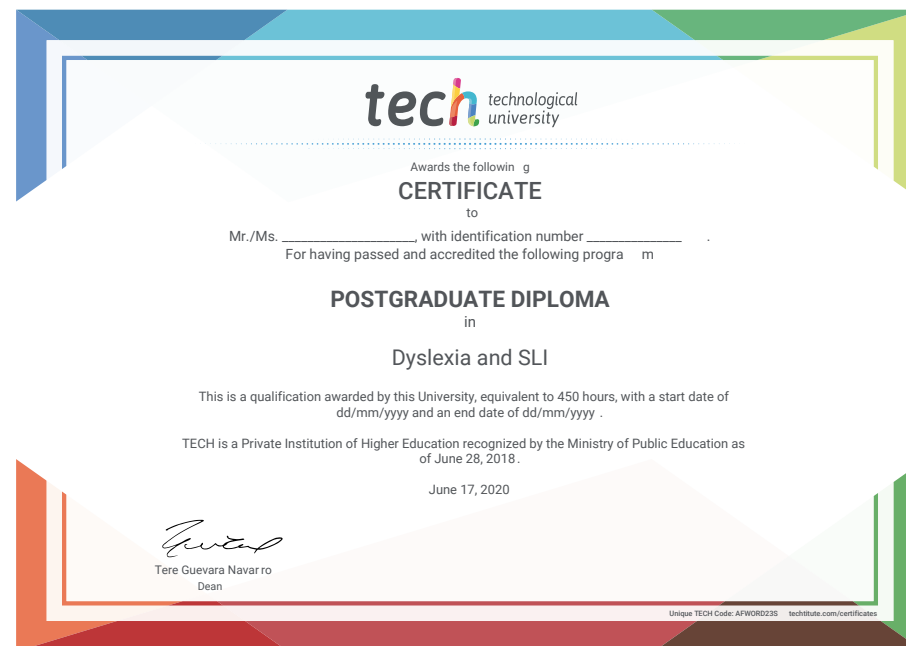 tech technological
university
Awards the followin g
CERTIFICATE
to
Mr./Ms. _____________________, with identification number _______________ .
For having passed and accredited the following progra m
POSTGRADUATE DIPLOMA
in
Dyslexia and SLI
This is a qualification awarded by this University, equivalent to 450 hours, with a start date of
dd/mm/yyyy and an end date of dd/mm/yyyy .
TECH is a Private Institution of Higher Education recognized by the Ministry of Public Education as
of June 28, 2018 .
June 17, 2020
Tere Guevara Navar ro
Dean
Unique TECH Code: AFWORD23S techtitute.com/certificates